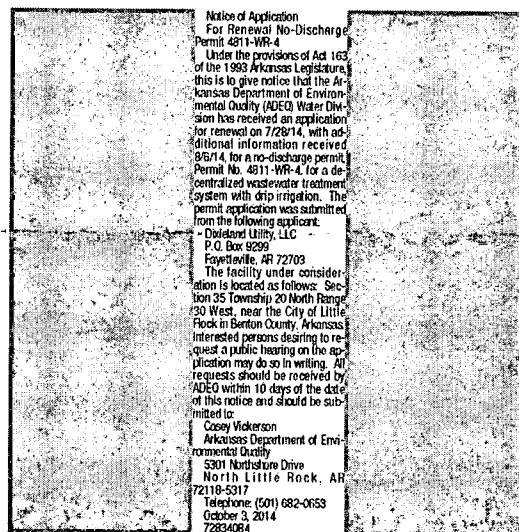 Notice of Application
For Renewal No-Discharge
Permit 4811-WR-4
Under the provisions of Act 163
of the 1993 Arkansas Legislature,
this is to give notice that the Ar-
kansas Department of Environ-
mental Quality (ADEQ) Water Divi-
sion has received an application
for renewal on 7/28/14, with ad-
ditional information received
8/6/14, for a no-discharge permit,
Permit No. 4811-WR-4, for a de-
centralized wastewater treatment
system with drip irrigation. The
permit application was submitted
from the following applicant:
Dixieland Utility, LLC
P.O. Box 9299
Fayetteville, AR 72703
The facility under consider-
ation is located as follows: Sec-
tion 35 Township 20 North Range
30 West, near the City of Little
Flock in Benton County, Arkansas.
Interested persons desiring to re-
quest a public hearing on the ap-
plication may do so in writing. All
requests should be received by
ADEQ within 10 days of the date
of this notice and should be sub-
mitted to:
Casey Vickerson
Arkansas Department of Envi-
ronmental Quality
5301 Northshore Drive
North Little Rock, AR
72118-5317
Telephone: (501) 682-0653
October 3, 2014
72834084